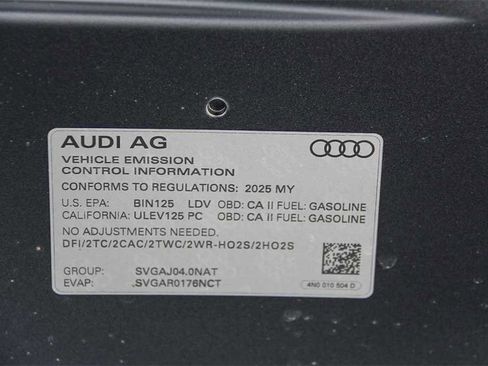 AUDI AG
VEHICLE EMISSION
CONTROL INFORMATION
CONFORMS TO REGULATIONS: 2025 MY
U.S. EPA: BIN125 LDV OBD: CA II FUEL: GASOLINE
CALIFORNIA: ULEV125 PC OBD: CA II FUEL: GASOLINE
NO ADJUSTMENTS NEEDED.
DFI/2TC/2CAC/2TWC/2WR-HO2S/2HO2S
GROUP: SVGAJ04.0NAT
EVAP: SVGAR0176NCT
4N0 010 504 D